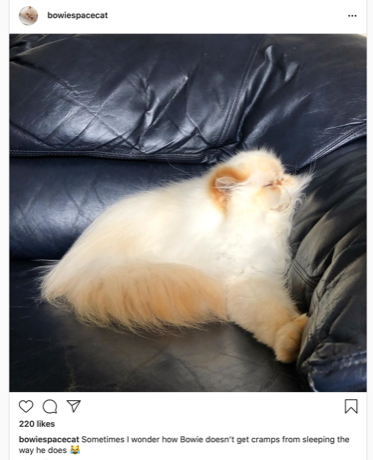 bowiespacecat
220 likes
bowiespacecat Sometimes I wonder how Bowie doesn't get cramps from sleeping the
way he does 😹